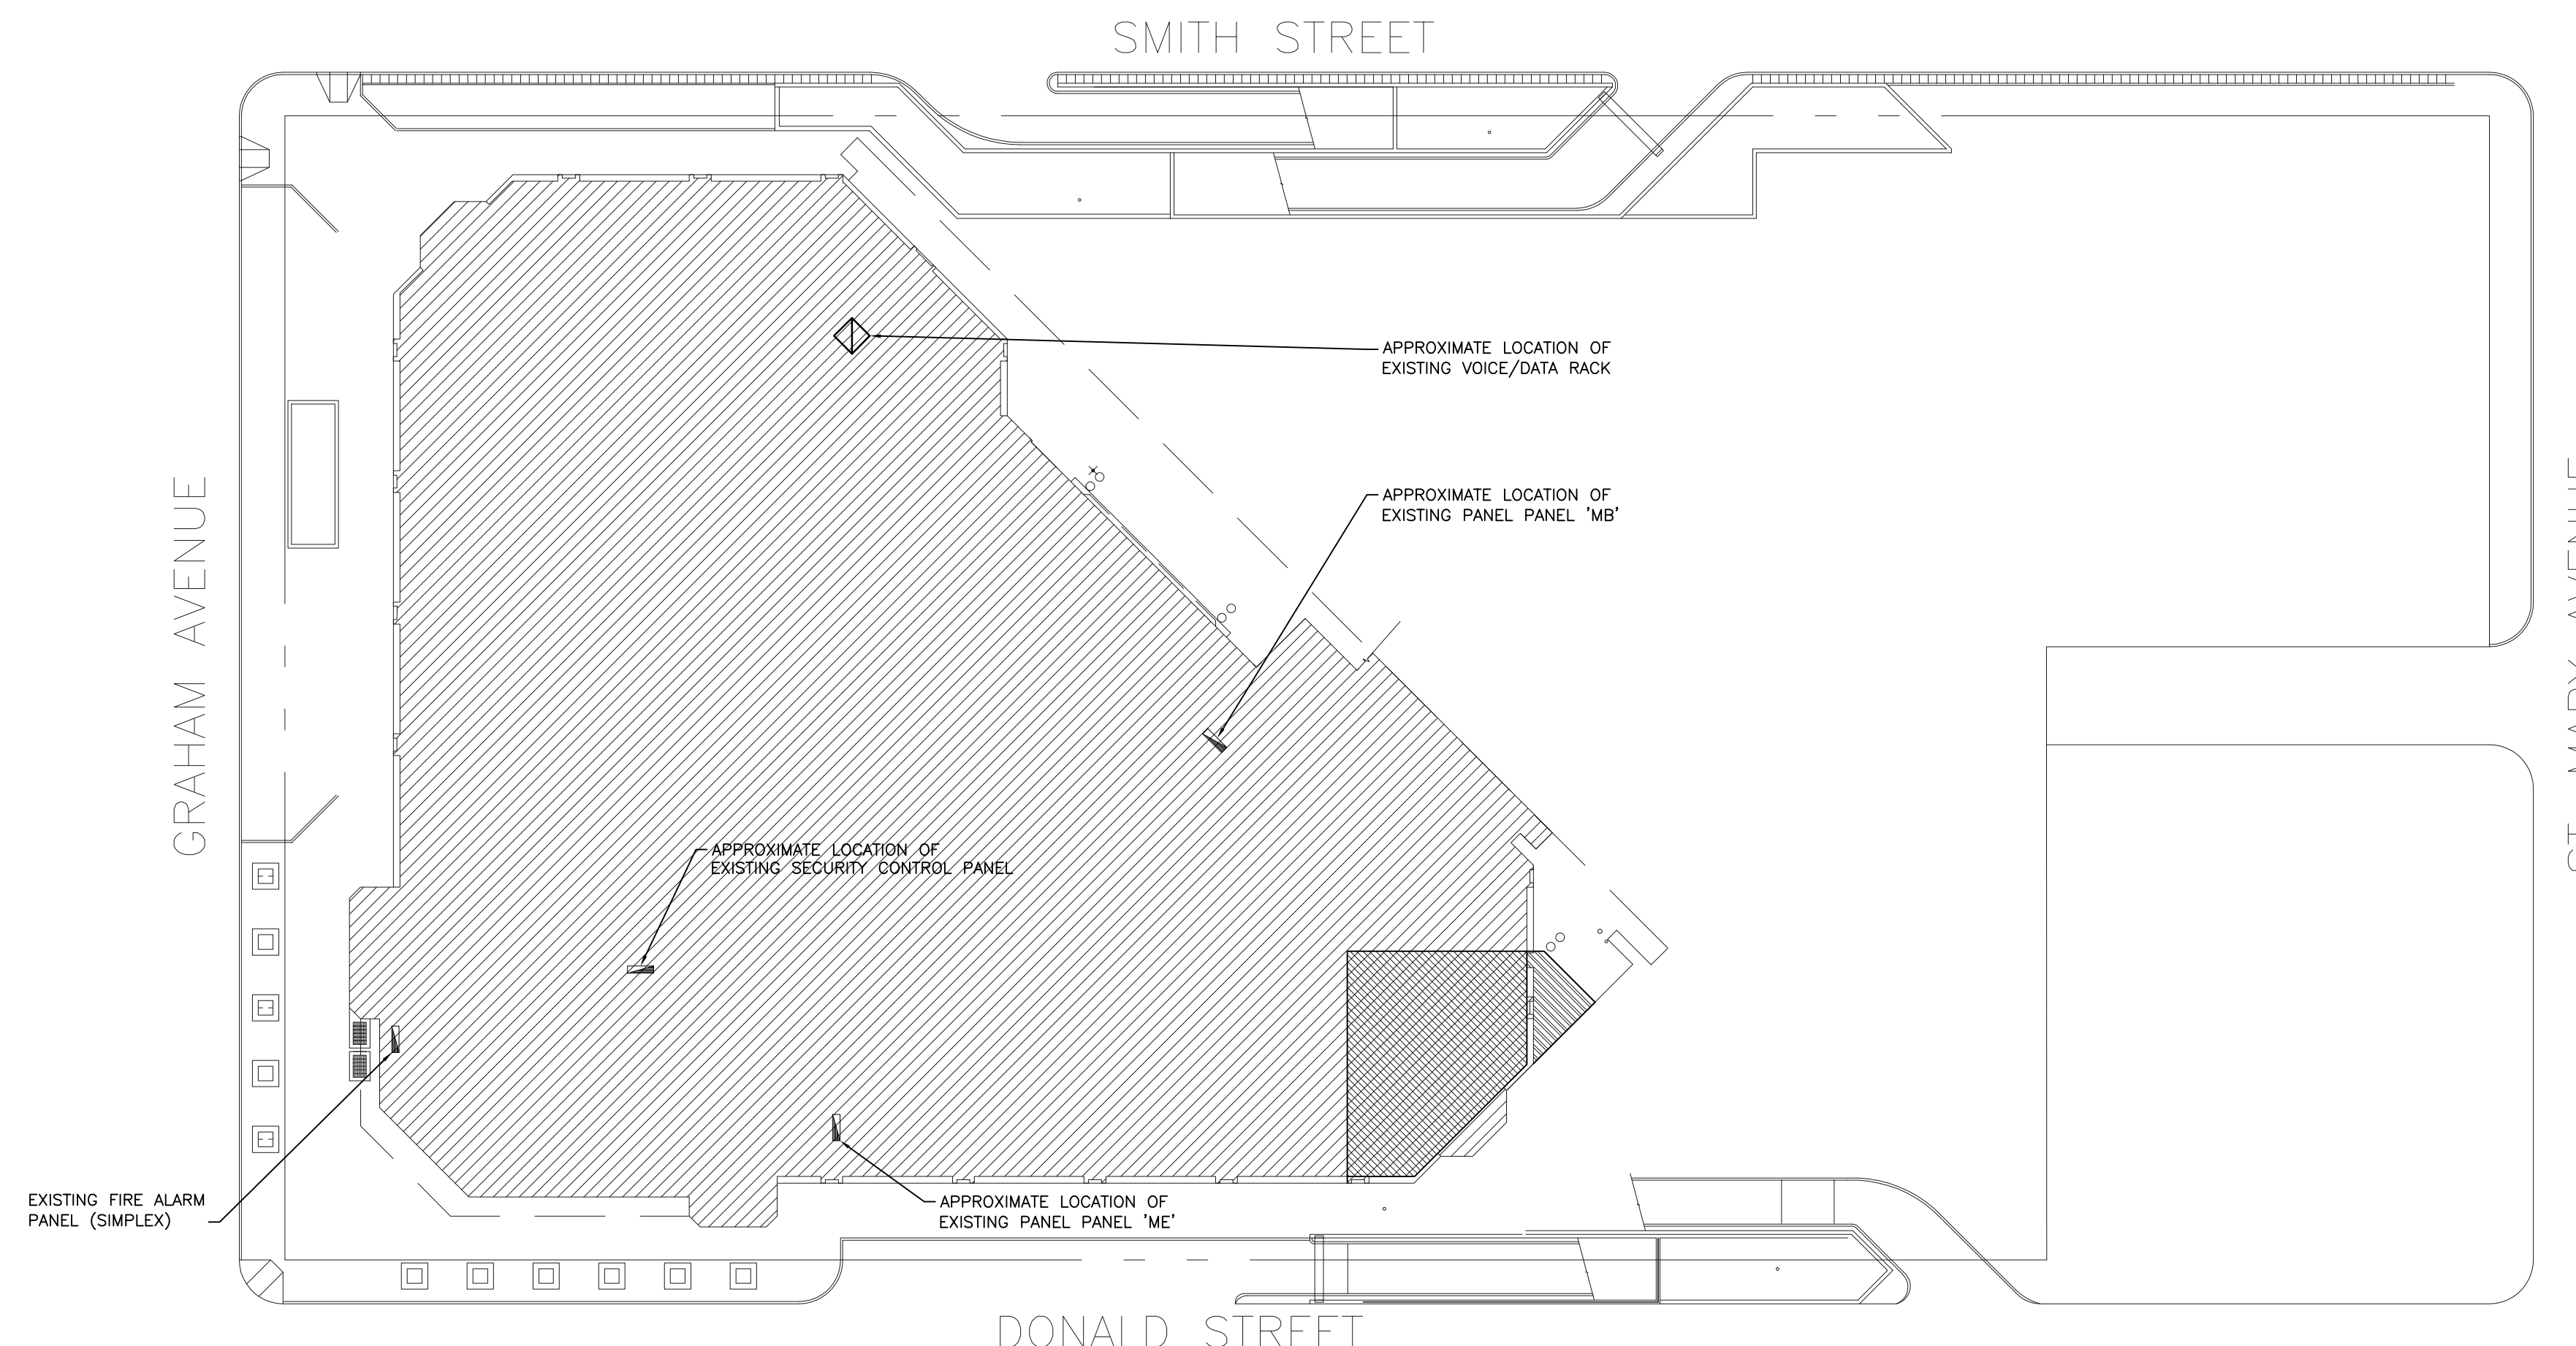 SMITH STREET
APPROXIMATE LOCATION OF
EXISTING VOICE/DATA RACK
APPROXIMATE LOCATION OF
EXISTING PANEL PANEL 'MB'
GRAHAM AVENUE
APPROXIMATE LOCATION OF
EXISTING SECURITY CONTROL PANEL
EXISTING FIRE ALARM
PANEL (SIMPLEX)
APPROXIMATE LOCATION OF
EXISTING PANEL PANEL 'ME'
DONALD STREET